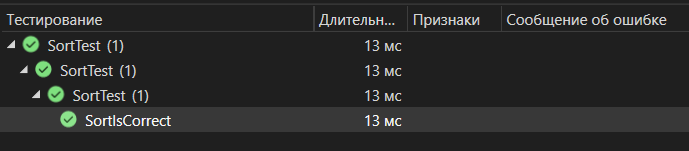 Тестирование Длительн... Признаки Сообщение об ошибке
SortTest (1) 13 мс
SortTest (1) 13 мс
SortTest (1) 13 мс
SortIsCorrect 13 мс